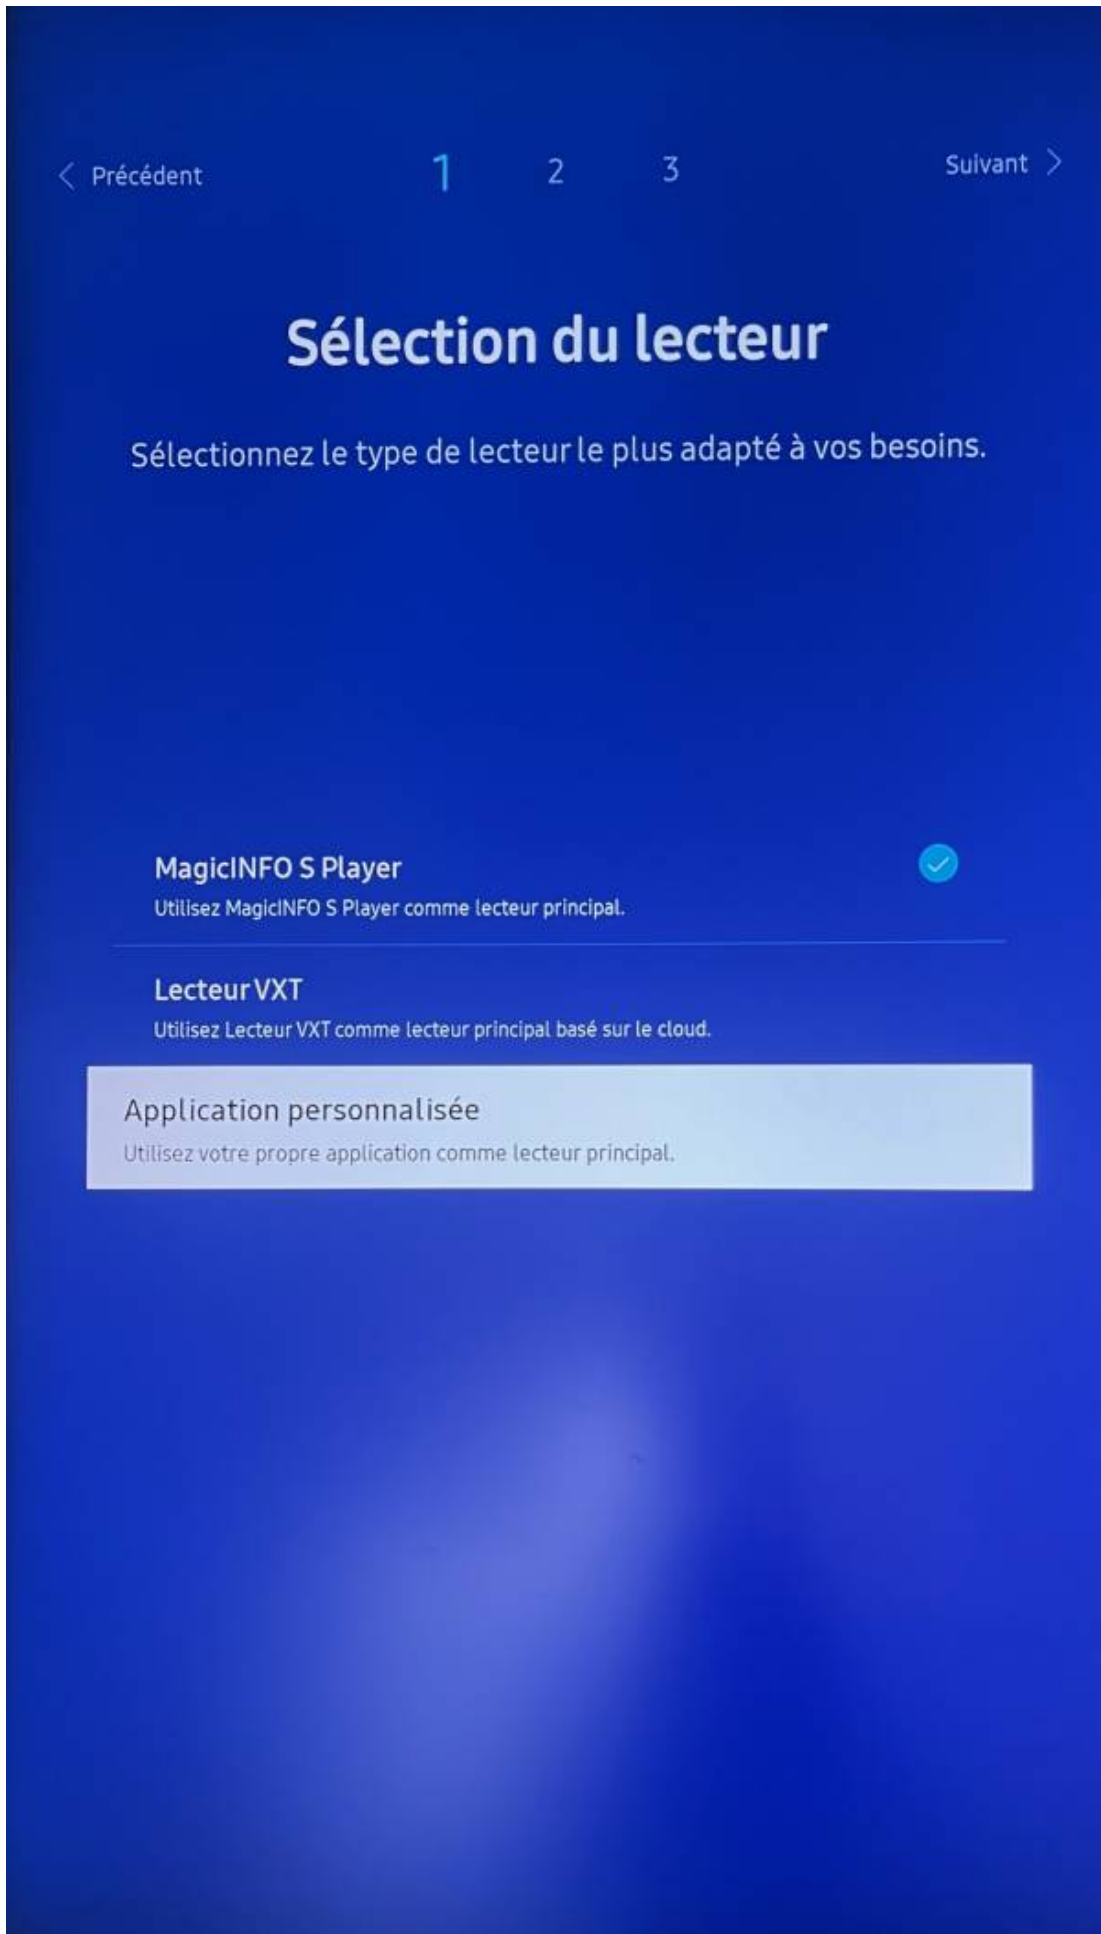 Précédent
1 2 3
Suivant
Sélection du lecteur
Sélectionnez le type de lecteur le plus adapté à vos besoins.
MagicINFO S Player
Utilisez MagicINFO S Player comme lecteur principal.
Lecteur VXT
Utilisez Lecteur VXT comme lecteur principal basé sur le cloud.
Application personnalisée
Utilisez votre propre application comme lecteur principal.